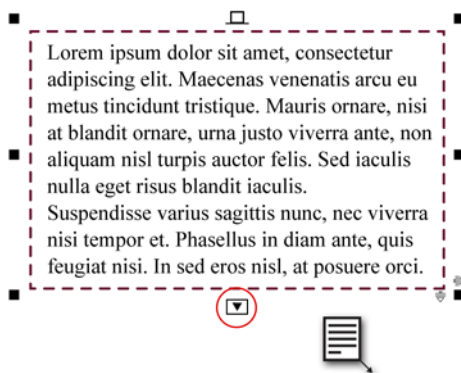 Lorem ipsum dolor sit amet, consectetur
adipiscing elit. Maecenas venenatis arcu eu
metus tincidunt tristique. Mauris ornare, nisi
at blandit ornare, urna justo viverra ante, non
aliquam nisl turpis auctor felis. Sed iaculis
nulla eget risus blandit iaculis.
Suspendisse varius sagittis nunc, nec viverra
nisi tempor et. Phasellus in diam ante, quis
feugiat nisi. In sed eros nisl, at posuere orci.